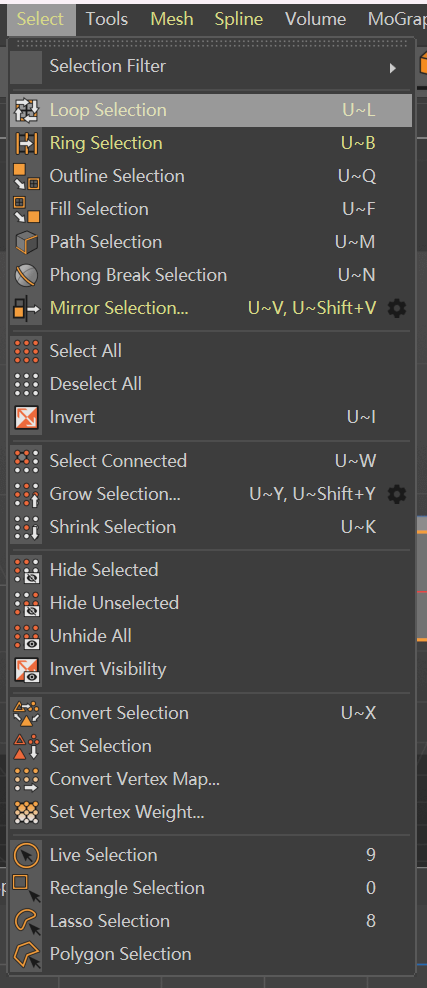 Select Tools Mesh Spline Volume MoGrap
Selection Filter
Loop Selection U~L
Ring Selection U~B
Outline Selection U~Q
Fill Selection U~F
Path Selection U~M
Phong Break Selection U~N
Mirror Selection... U~V, U~Shift+V
Select All
Deselect All
Invert U~I
Select Connected U~W
Grow Selection... U~Y, U~Shift+Y
Shrink Selection U~K
Hide Selected
Hide Unselected
Unhide All
Invert Visibility
Convert Selection U~X
Set Selection
Convert Vertex Map...
Set Vertex Weight...
Live Selection 9
Rectangle Selection 0
Lasso Selection 8
Polygon Selection